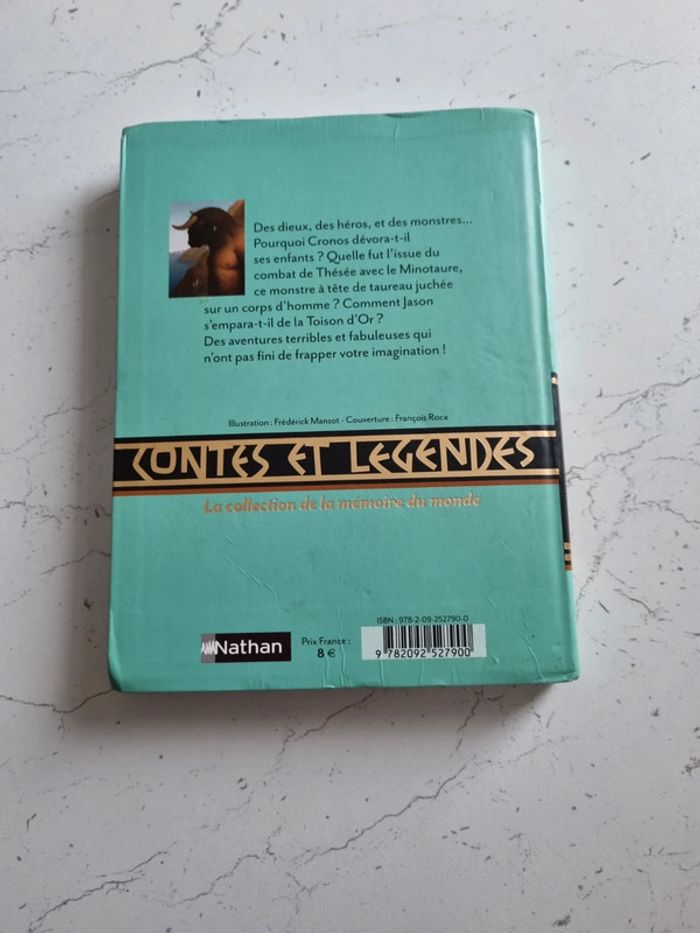 Des dieux, des héros, et des monstres...
Pourquoi Cronos dévora-t-il
ses enfants ? Quelle fut l'issue du
combat de Thésée avec le Minotaure,
ce monstre à tête de taureau juchée
sur un corps d'homme ? Comment Jason
s'empara-t-il de la Toison d'Or ?
Des aventures terribles et fabuleuses qui
n'ont pas fini de frapper votre imagination !
Illustration : Frédérick Mansot - Couverture : François Roca
CONTES ET LEGENDES
La collection de la mémoire du monde
ISBN : 978-2-09-252790-0
Nathan
Prix France :
8 €
9 782092 527900